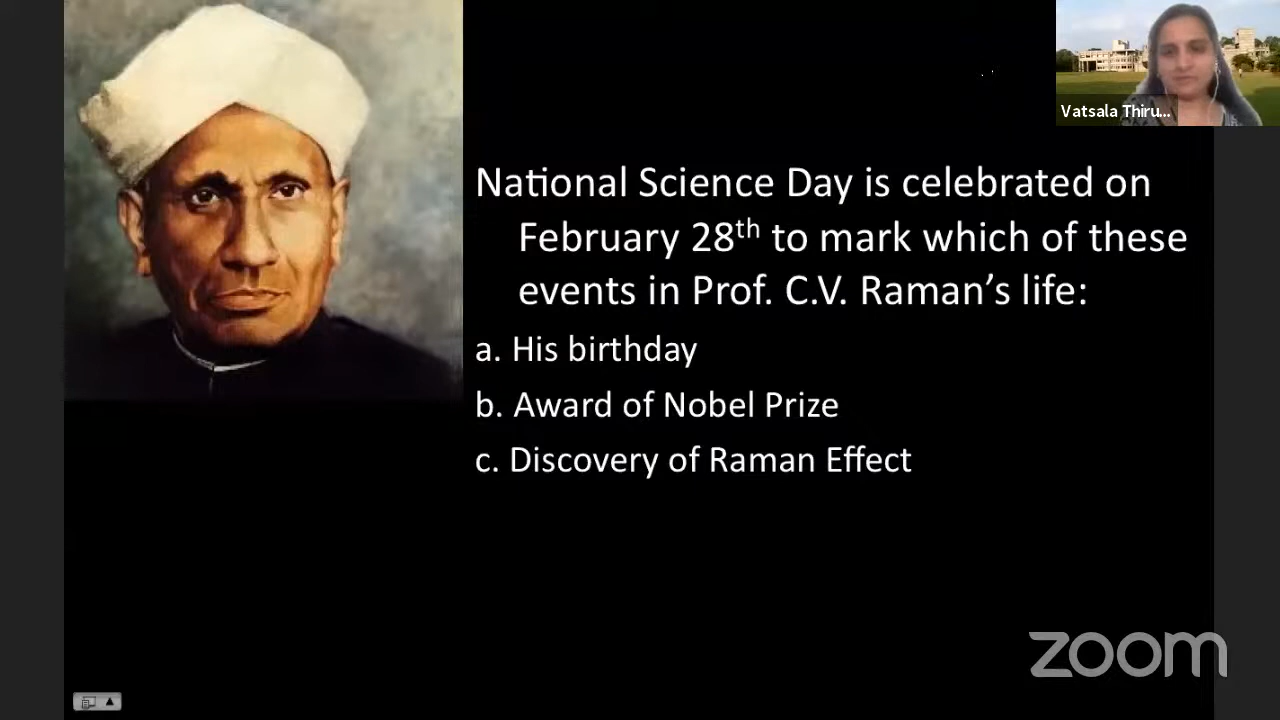 Vatsala Thiru...
National Science Day is celebrated on
February 28th to mark which of these
events in Prof. C.V. Raman’s life:
a. His birthday
b. Award of Nobel Prize
c. Discovery of Raman Effect
zoom